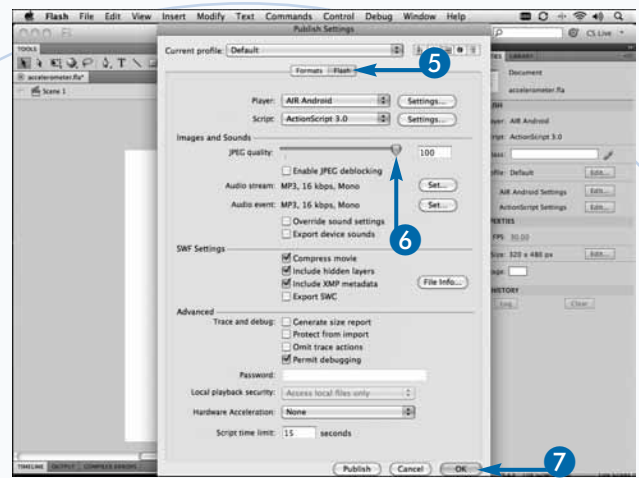 Flash File Edit View Insert Modify Text Commands Control Debug Window Help
Publish Settings
CS Live
TOOLS
Current profile: Default
accelerometer.fla*
Scene 1
Formats Flash
5
Player: AIR Android Settings...
Script: ActionScript 3.0 Settings...
Images and Sounds
JPEG quality: 100
Enable JPEG deblocking
Audio stream: MP3, 16 kbps, Mono Set...
Audio event: MP3, 16 kbps, Mono Set...
6
Override sound settings
Export device sounds
SWF Settings
Compress movie
Include hidden layers
Include XMP metadata File Info...
Export SWC
Advanced
Trace and debug: Generate size report
Protect from import
Omit trace actions
Permit debugging
Password:
Local playback security: Access local files only
Hardware Acceleration: None
Script time limit: 15 seconds
Publish Cancel OK
7
TIMELINE OUTPUT COMPILER ERRORS
LIBRARY
Document
accelerometer.fla
AIR Android
ActionScript 3.0
Default Edit...
AIR Android Settings Edit...
ActionScript Settings Edit...
FPS: 30.00
Size: 320 x 480 px Edit...
Log Clear